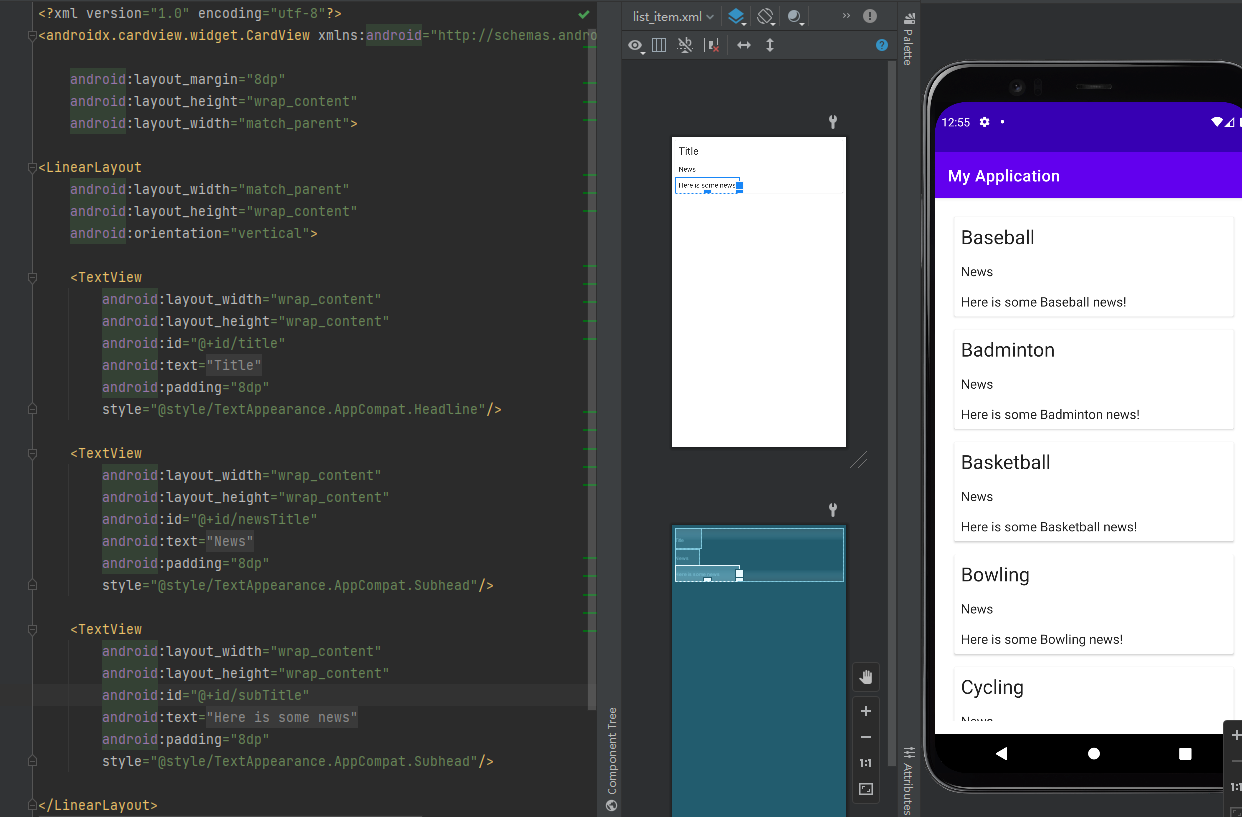 <?xml version="1.0" encoding="utf-8"?>
<androidx.cardview.widget.CardView xmlns:android="http://schemas.andro
android:layout_margin="8dp"
android:layout_height="wrap_content"
android:layout_width="match_parent">
<LinearLayout
android:layout_width="match_parent"
android:layout_height="wrap_content"
android:orientation="vertical">
<TextView
android:layout_width="wrap_content"
android:layout_height="wrap_content"
android:id="@+id/title"
android:text="Title"
android:padding="8dp"
style="@style/TextAppearance.AppCompat.Headline"/>
<TextView
android:layout_width="wrap_content"
android:layout_height="wrap_content"
android:id="@+id/newsTitle"
android:text="News"
android:padding="8dp"
style="@style/TextAppearance.AppCompat.Subhead"/>
<TextView
android:layout_width="wrap_content"
android:layout_height="wrap_content"
android:id="@+id/subTitle"
android:text="Here is some news"
android:padding="8dp"
style="@style/TextAppearance.AppCompat.Subhead"/>
</LinearLayout>
Component Tree
list_item.xml
Title
News
Here is some news
1:1
Palette
Attributes
12:55
My Application
Baseball
News
Here is some Baseball news!
Badminton
News
Here is some Badminton news!
Basketball
News
Here is some Basketball news!
Bowling
News
Here is some Bowling news!
Cycling
News
1:1